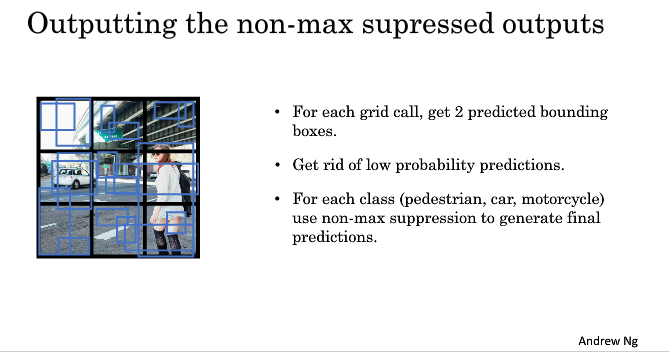 Outputting the non-max supressed outputs
• For each grid call, get 2 predicted bounding
boxes.
• Get rid of low probability predictions.
• For each class (pedestrian, car, motorcycle)
use non-max suppression to generate final
predictions.
Andrew Ng